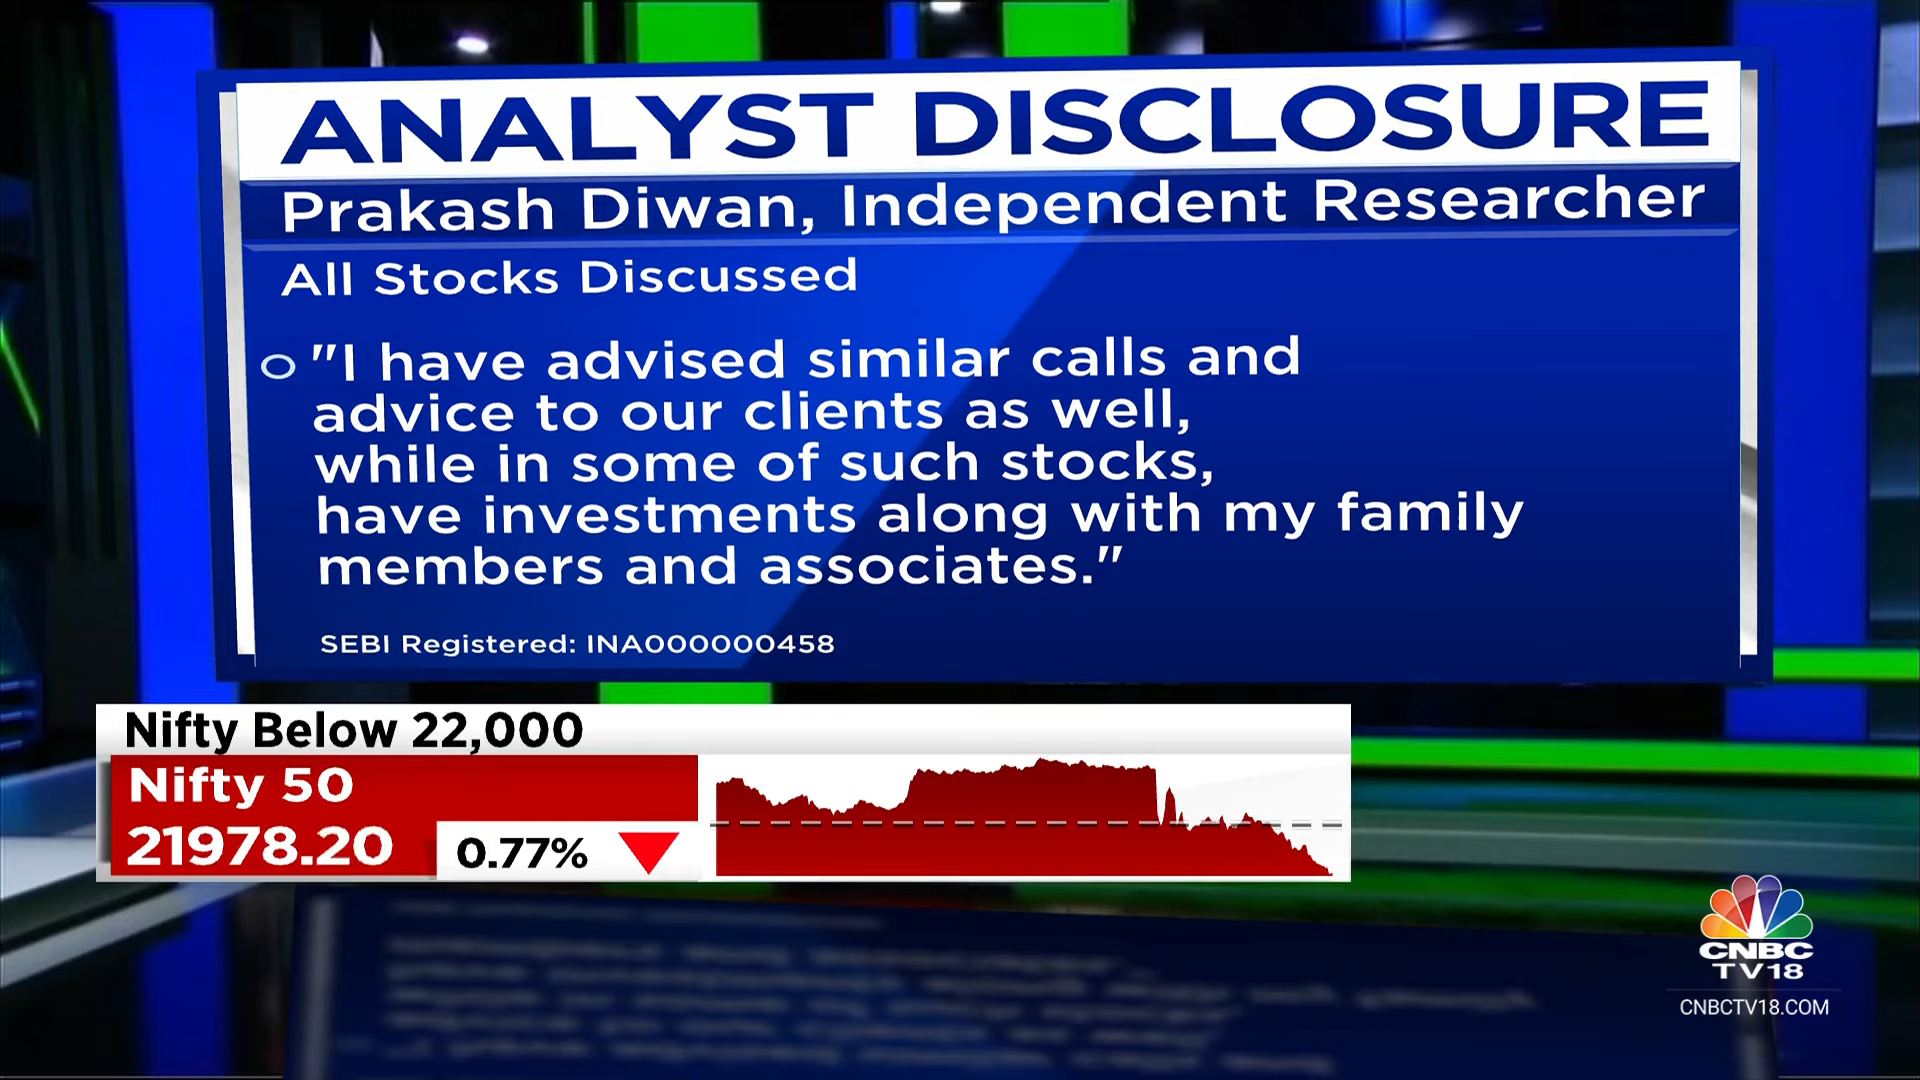 ANALYST DISCLOSURE
Prakash Diwan, Independent Researcher
All Stocks Discussed
"I have advised similar calls and
advice to our clients as well,
while in some of such stocks,
have investments along with my family
members and associates."
SEBI Registered: INA000000458
Nifty Below 22,000
Nifty 50
21978.20
0.77%
CNBC
TV18
CNBCTV18.COM